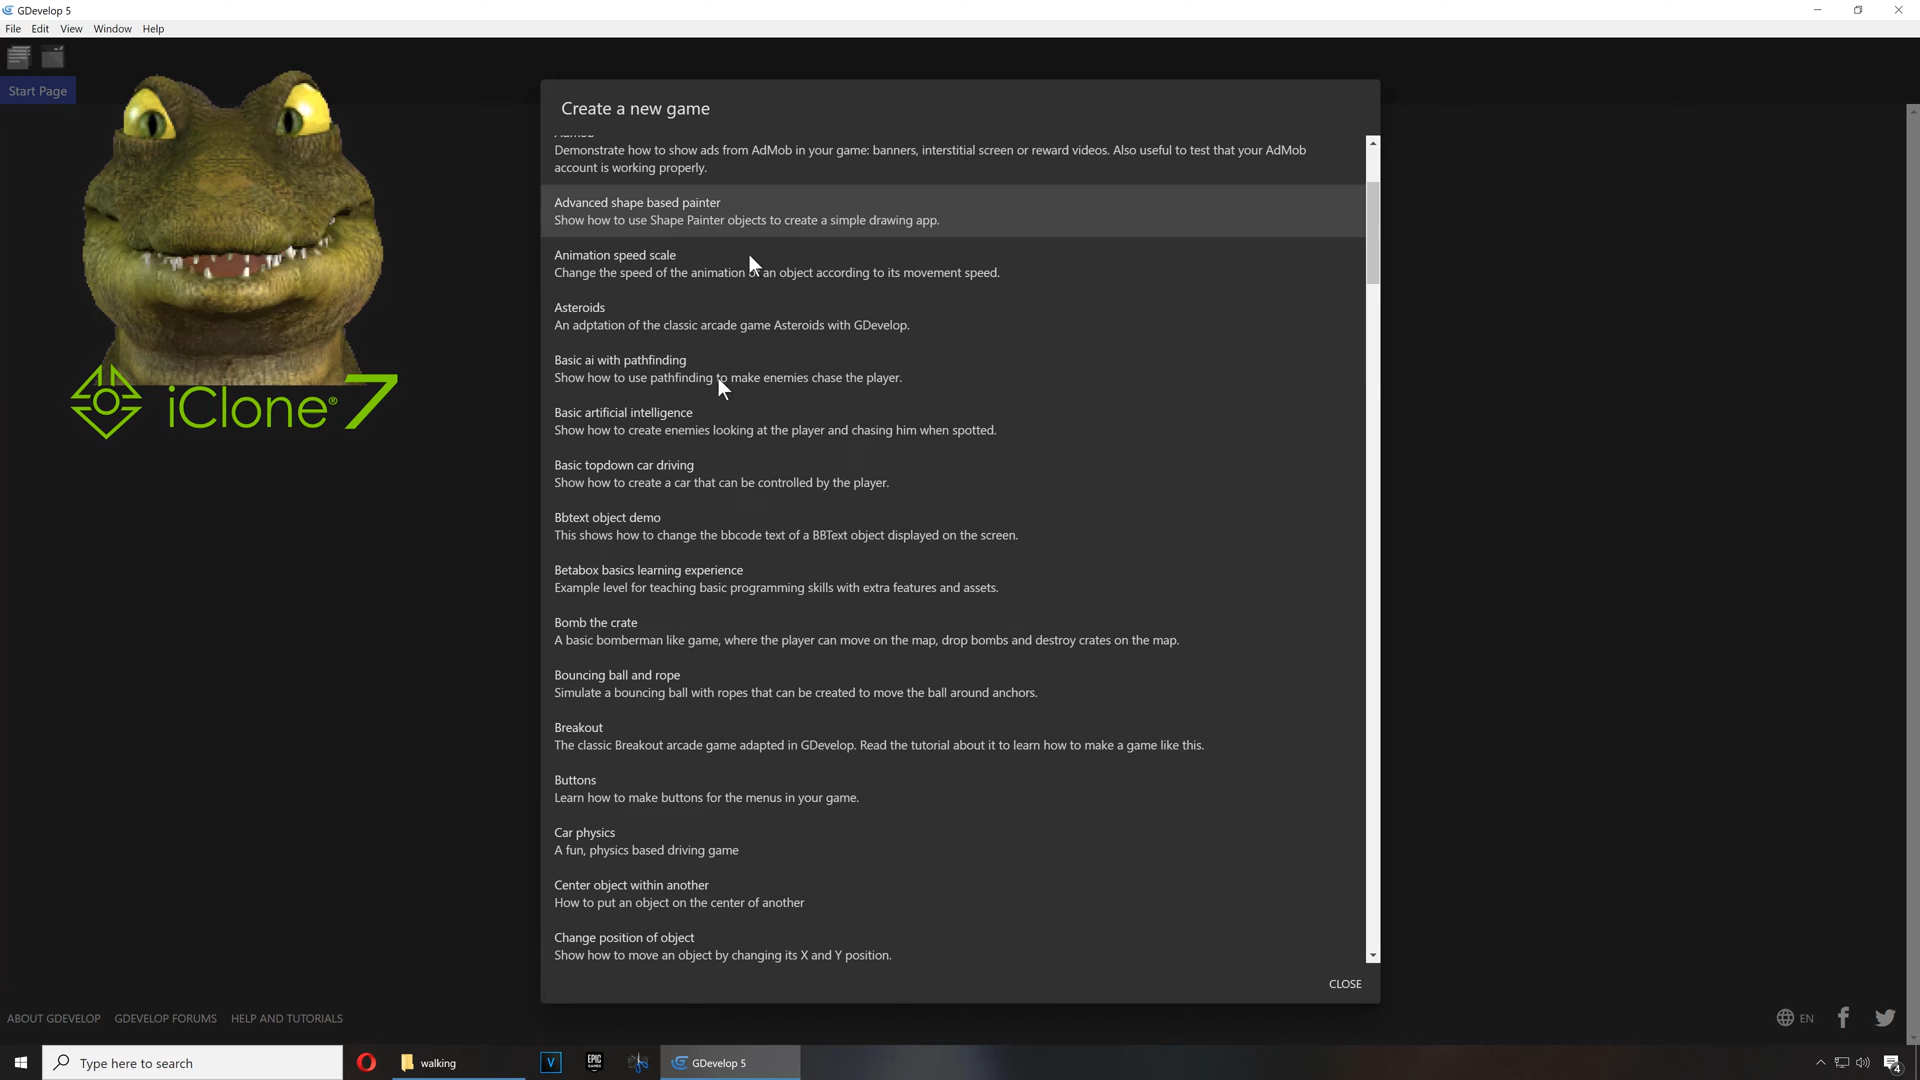 GDevelop 5
File Edit View Window Help
Start Page
iClone® 7
Create a new game
AdMob
Demonstrate how to show ads from AdMob in your game: banners, interstitial screen or reward videos. Also useful to test that your AdMob
account is working properly.
Advanced shape based painter
Show how to use Shape Painter objects to create a simple drawing app.
Animation speed scale
Change the speed of the animation of an object according to its movement speed.
Asteroids
An adptation of the classic arcade game Asteroids with GDevelop.
Basic ai with pathfinding
Show how to use pathfinding to make enemies chase the player.
Basic artificial intelligence
Show how to create enemies looking at the player and chasing him when spotted.
Basic topdown car driving
Show how to create a car that can be controlled by the player.
Bbtext object demo
This shows how to change the bbcode text of a BBText object displayed on the screen.
Betabox basics learning experience
Example level for teaching basic programming skills with extra features and assets.
Bomb the crate
A basic bomberman like game, where the player can move on the map, drop bombs and destroy crates on the map.
Bouncing ball and rope
Simulate a bouncing ball with ropes that can be created to move the ball around anchors.
Breakout
The classic Breakout arcade game adapted in GDevelop. Read the tutorial about it to learn how to make a game like this.
Buttons
Learn how to make buttons for the menus in your game.
Car physics
A fun, physics based driving game
Center object within another
How to put an object on the center of another
Change position of object
Show how to move an object by changing its X and Y position.
CLOSE
ABOUT GDEVELOP GDEVELOP FORUMS HELP AND TUTORIALS
EN
Type here to search
walking
V
EPIC GAMES
GDevelop 5
4